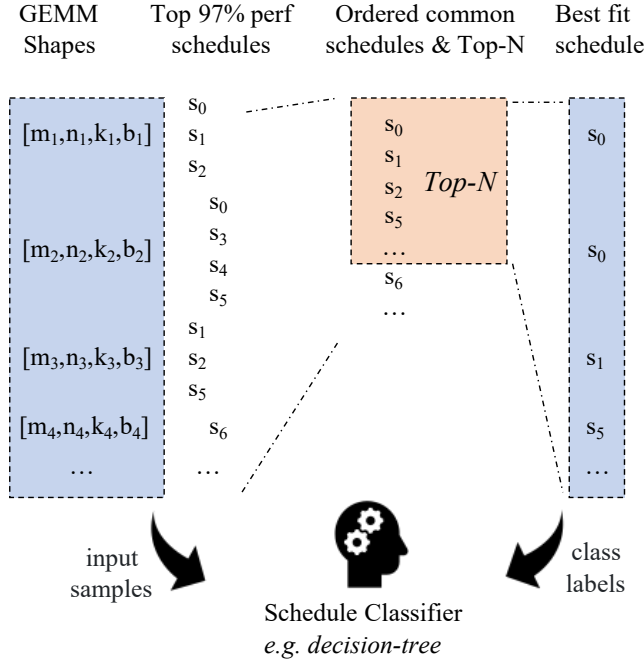 GEMM
Shapes
Top 97% perf
schedules
Ordered common
schedules & Top-N
Best fit
schedule
[m₁,n₁,k₁,b₁]
[m₂,n₂,k₂,b₂]
[m₃,n₃,k₃,b₃]
[m₄,n₄,k₄,b₄]
…
s₀
s₁
s₂
s₀
s₃
s₄
s₅
s₁
s₂
s₅
s₆
…
s₀
s₁
s₂
s₅
…
Top-N
s₆
…
s₀
s₀
s₁
s₅
…
input
samples
class
labels
Schedule Classifier
e.g. decision-tree